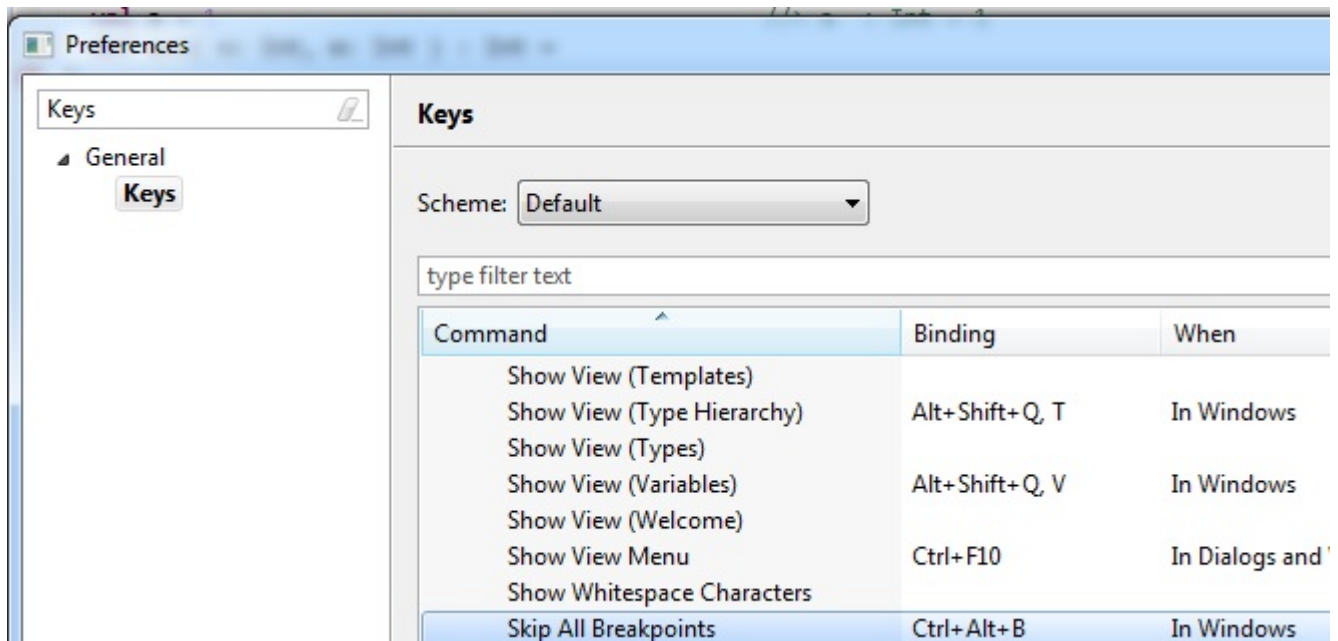 //> a : Int = 1
Preferences
Keys
General
Keys
Keys
Scheme: Default
type filter text
Command Binding When
Show View (Templates)
Show View (Type Hierarchy) Alt+Shift+Q, T In Windows
Show View (Types)
Show View (Variables) Alt+Shift+Q, V In Windows
Show View (Welcome)
Show View Menu Ctrl+F10 In Dialogs and
Show Whitespace Characters
Skip All Breakpoints Ctrl+Alt+B In Windows